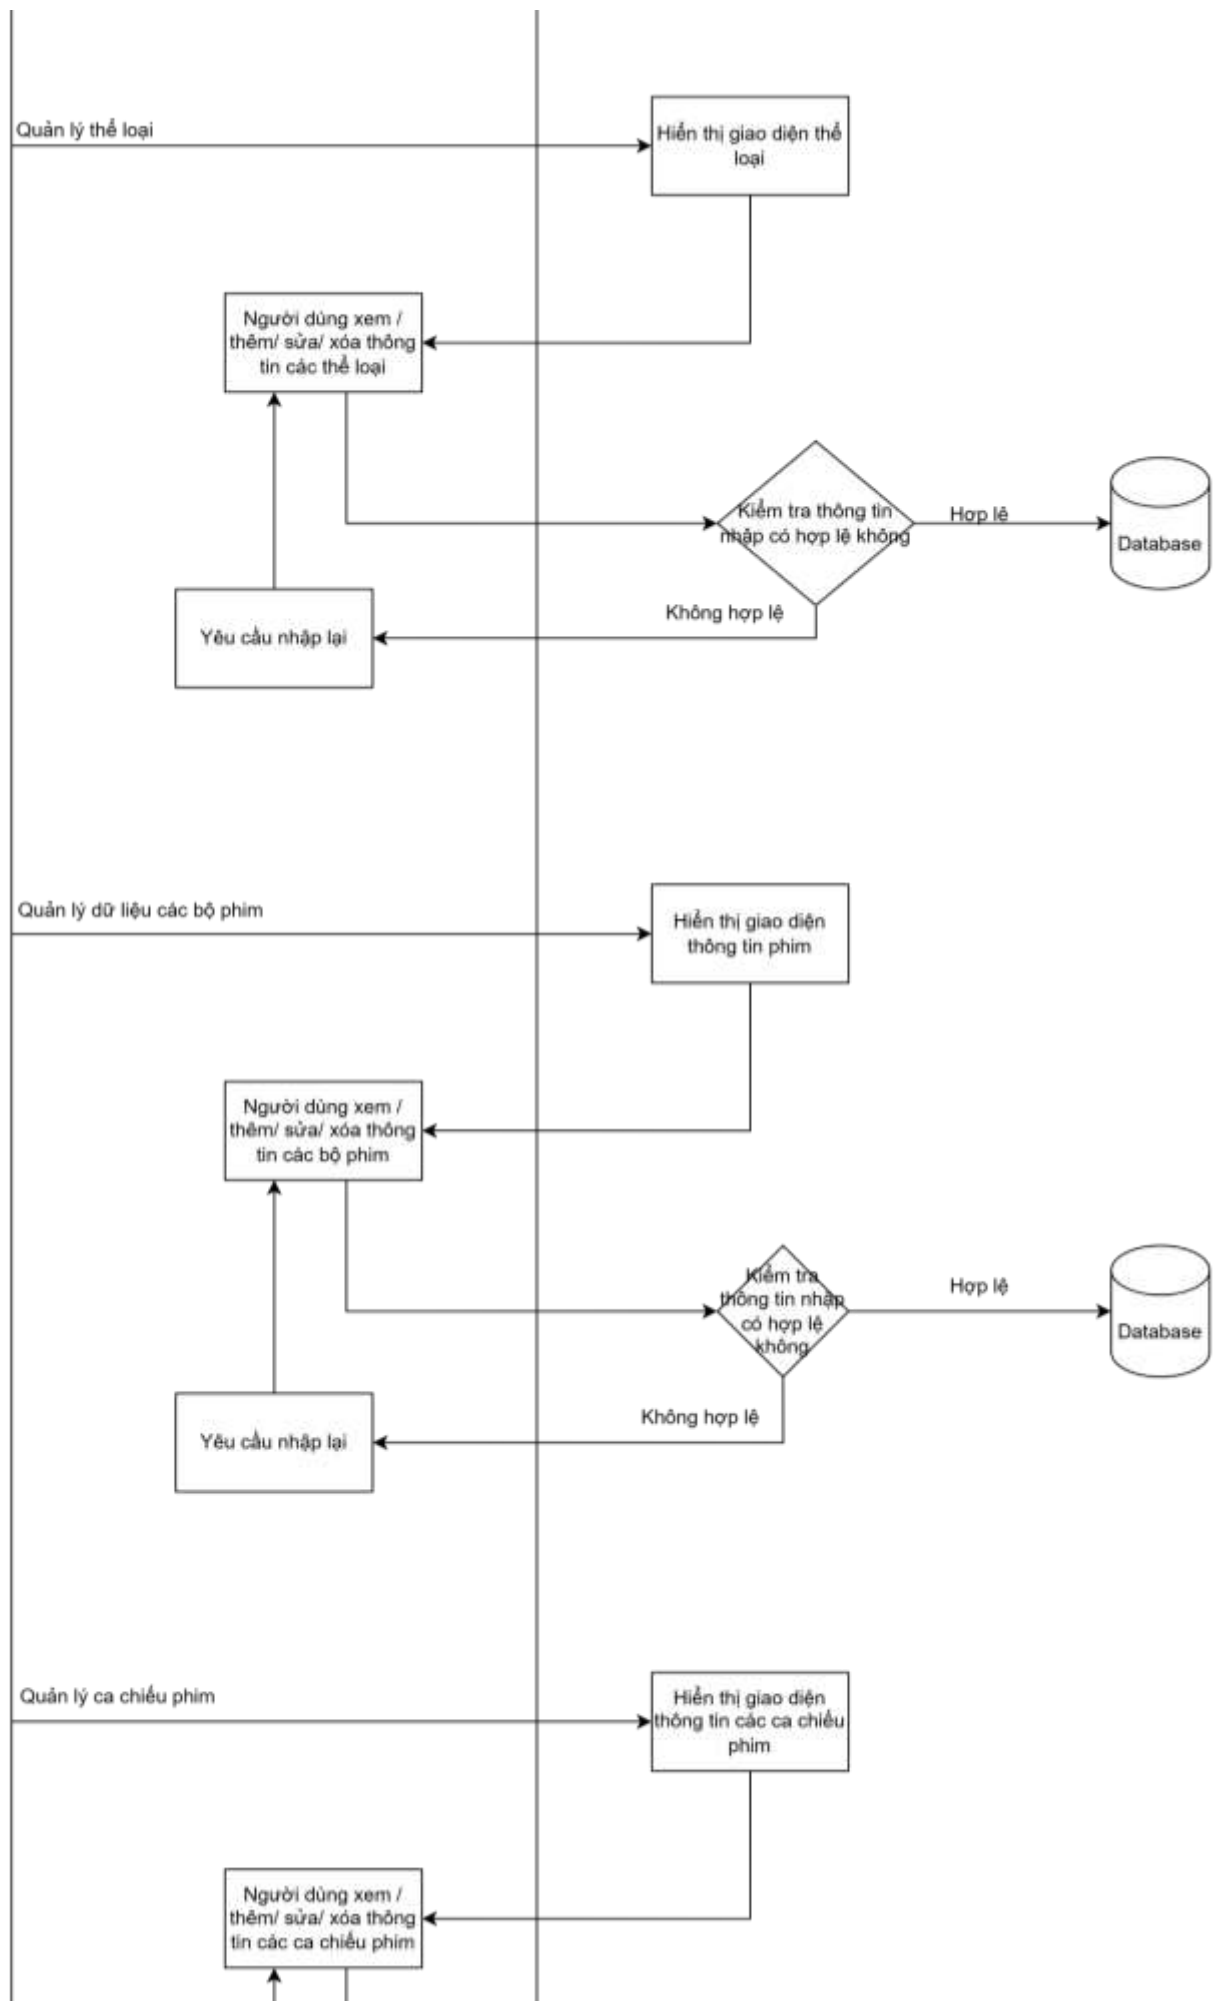 Quản lý thể loại
Hiển thị giao diện thể
loại
Người dùng xem /
thêm/ sửa/ xóa thông
tin các thể loại
Kiểm tra thông tin
nhập có hợp lệ không
Hợp lệ
Database
Không hợp lệ
Yêu cầu nhập lại
Quản lý dữ liệu các bộ phim
Hiển thị giao diện
thông tin phim
Người dùng xem /
thêm/ sửa/ xóa thông
tin các bộ phim
Kiểm tra
thông tin nhập
có hợp lệ
không
Hợp lệ
Database
Không hợp lệ
Yêu cầu nhập lại
Quản lý ca chiếu phim
Hiển thị giao diện
thông tin các ca chiếu
phim
Người dùng xem /
thêm/ sửa/ xóa thông
tin các ca chiếu phim